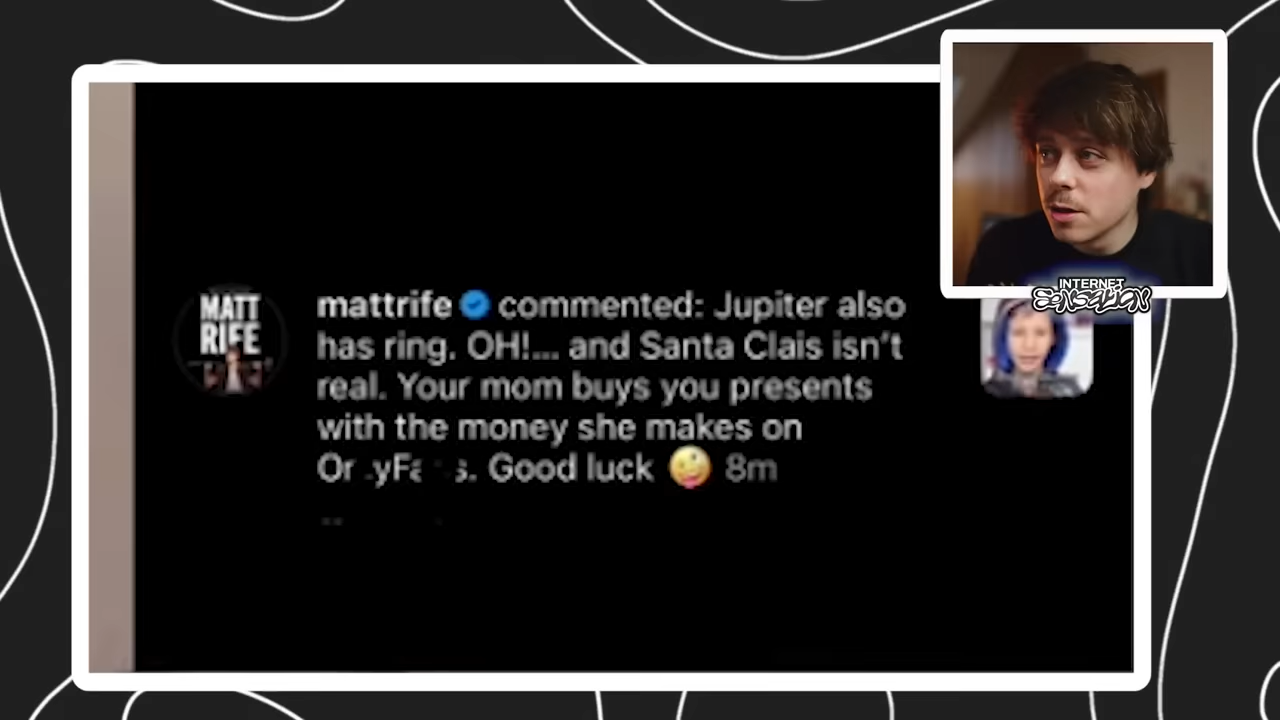 INTERNET
SENSATION
MATT
RIFE
mattrife commented: Jupiter also
has ring. OH!... and Santa Clais isn't
real. Your mom buys you presents
with the money she makes on
Good luck 🤪 8m